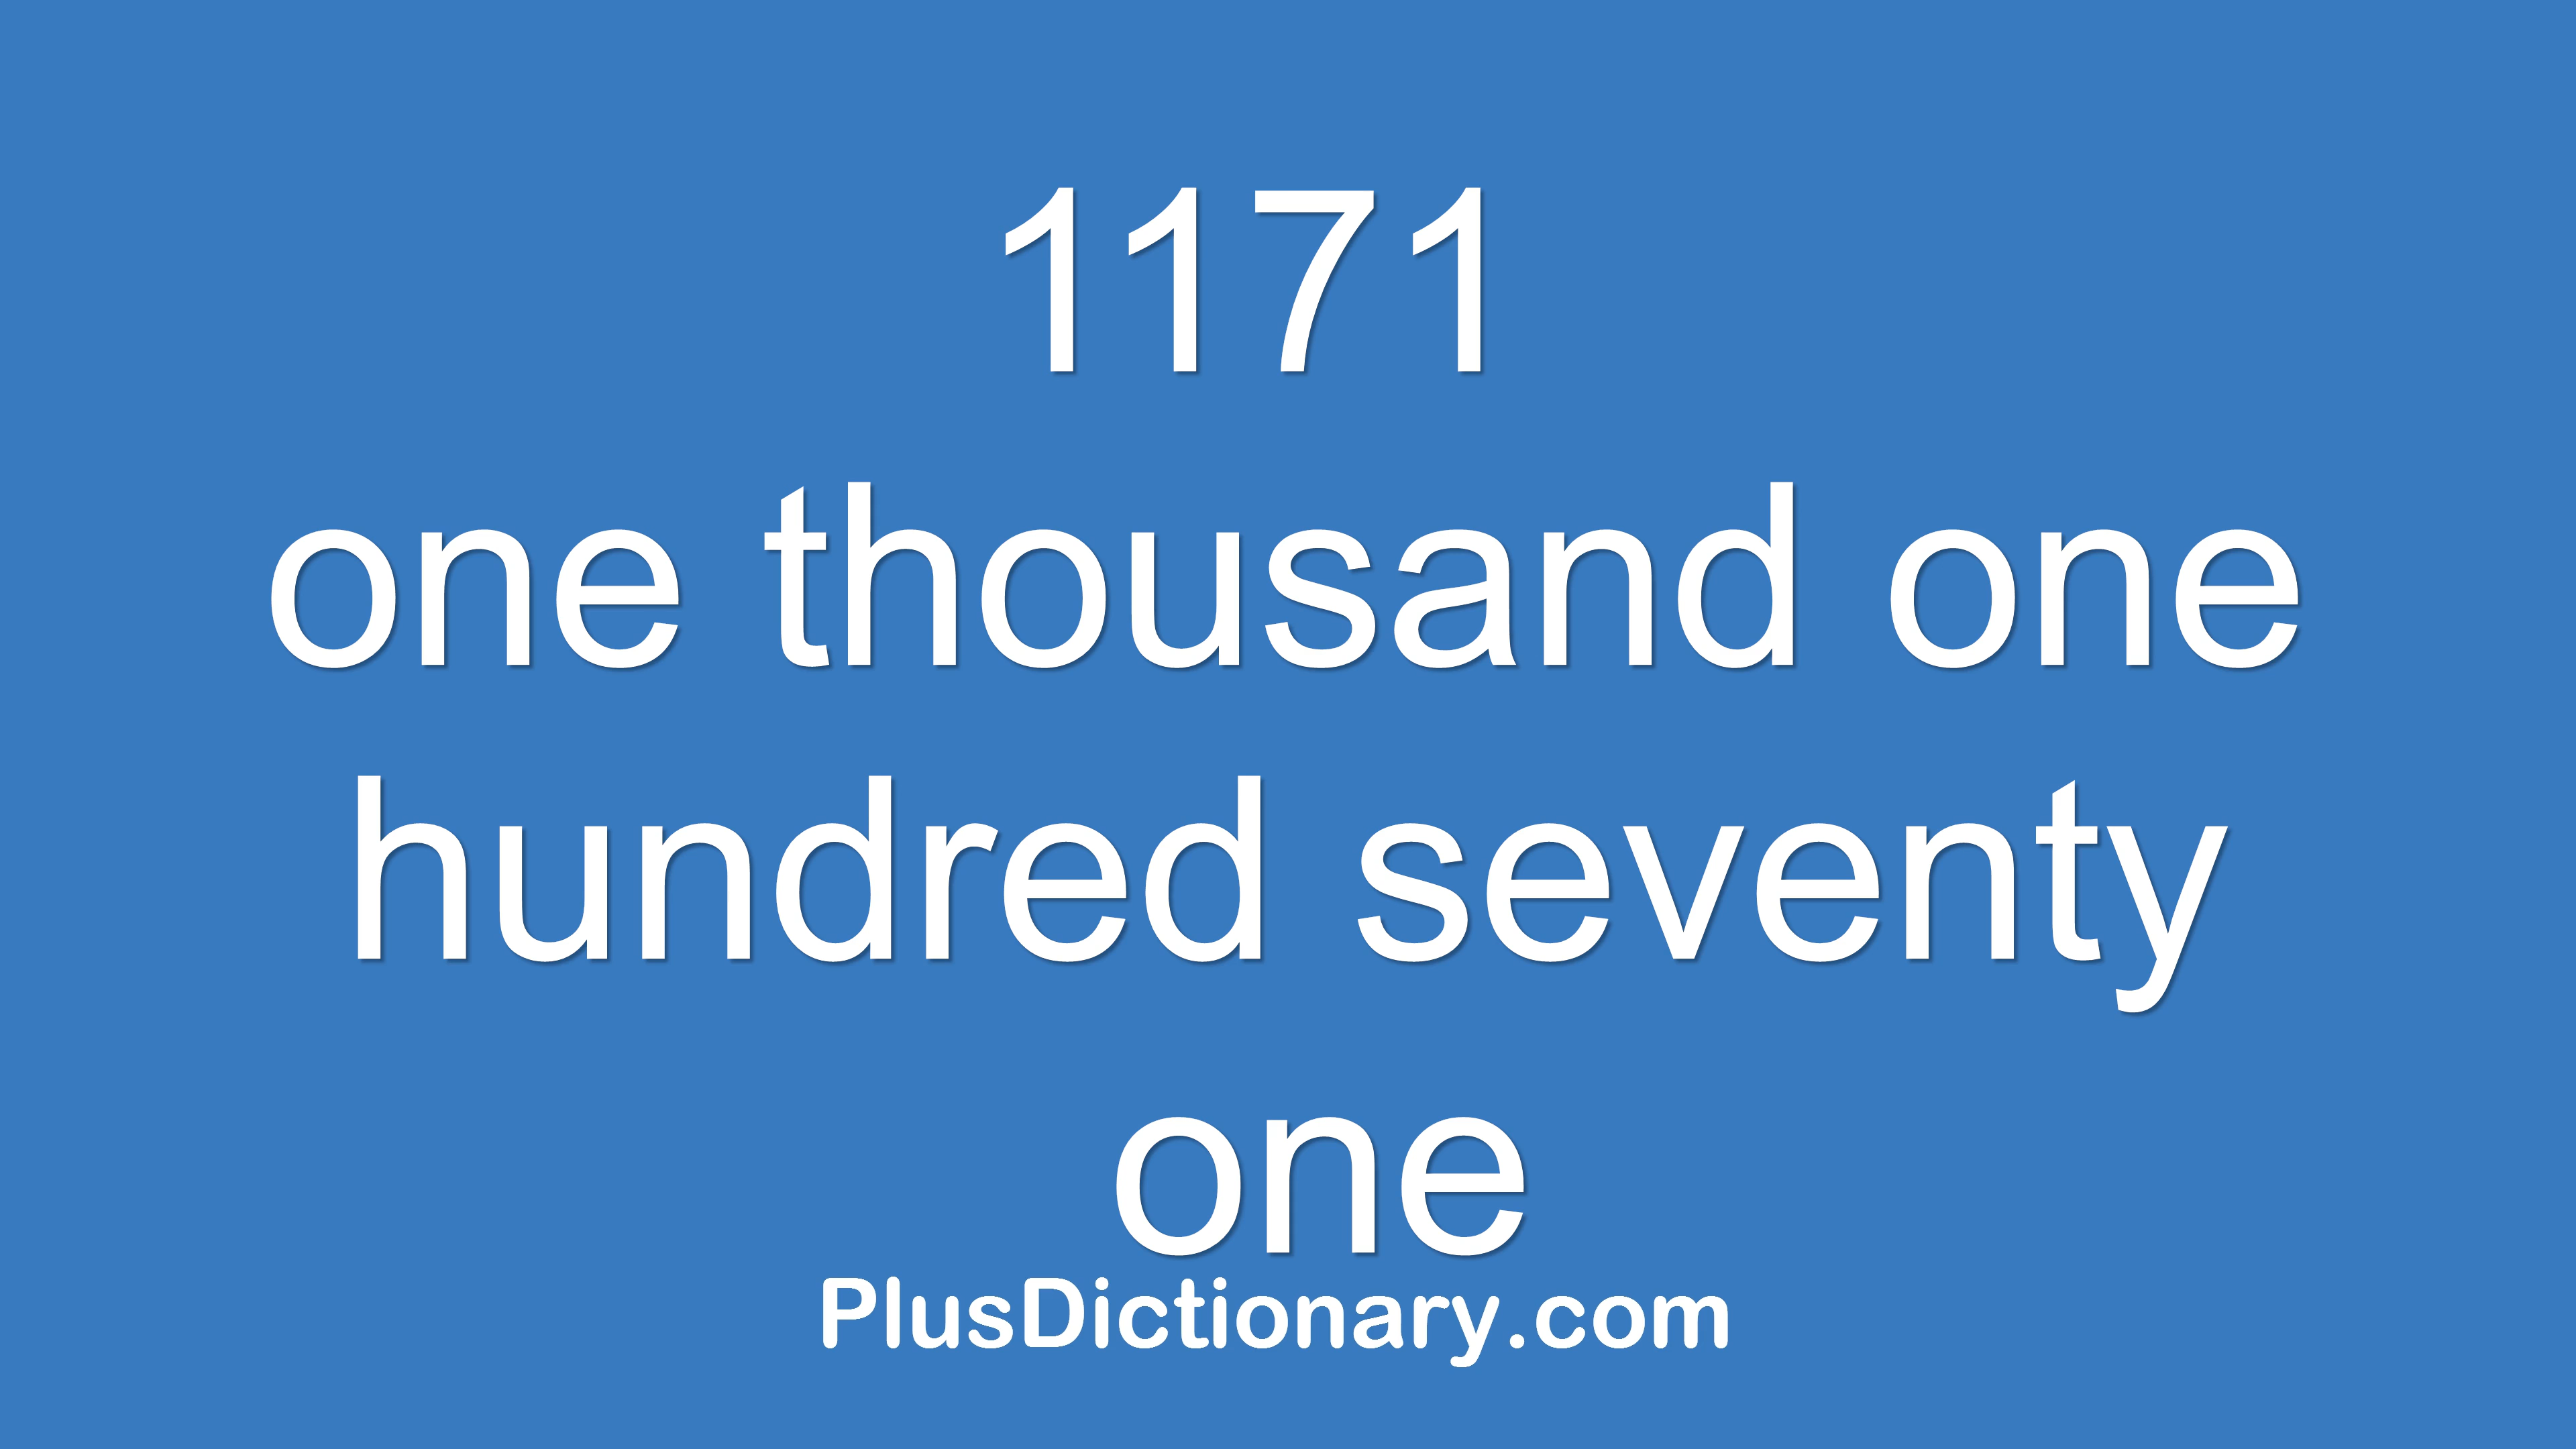 1171
one thousand one
hundred seventy
one
PlusDictionary.com